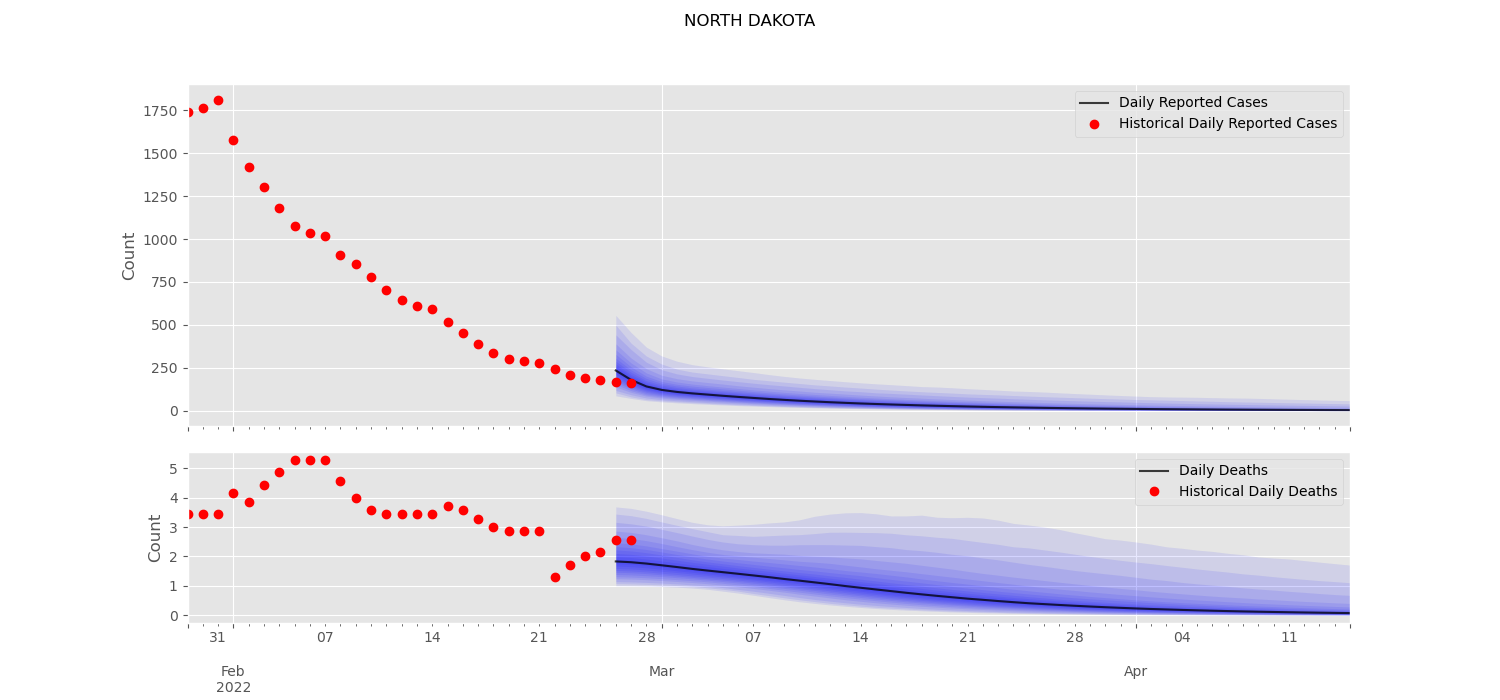 NORTH DAKOTA
Daily Reported Cases
Historical Daily Reported Cases
1750
1500
1250
1000
750
500
250
0
Count
Daily Deaths
Historical Daily Deaths
5
4
3
2
1
0
Count
31 07 14 21 28 07 14 21 28 04 11
Feb Mar Apr
2022